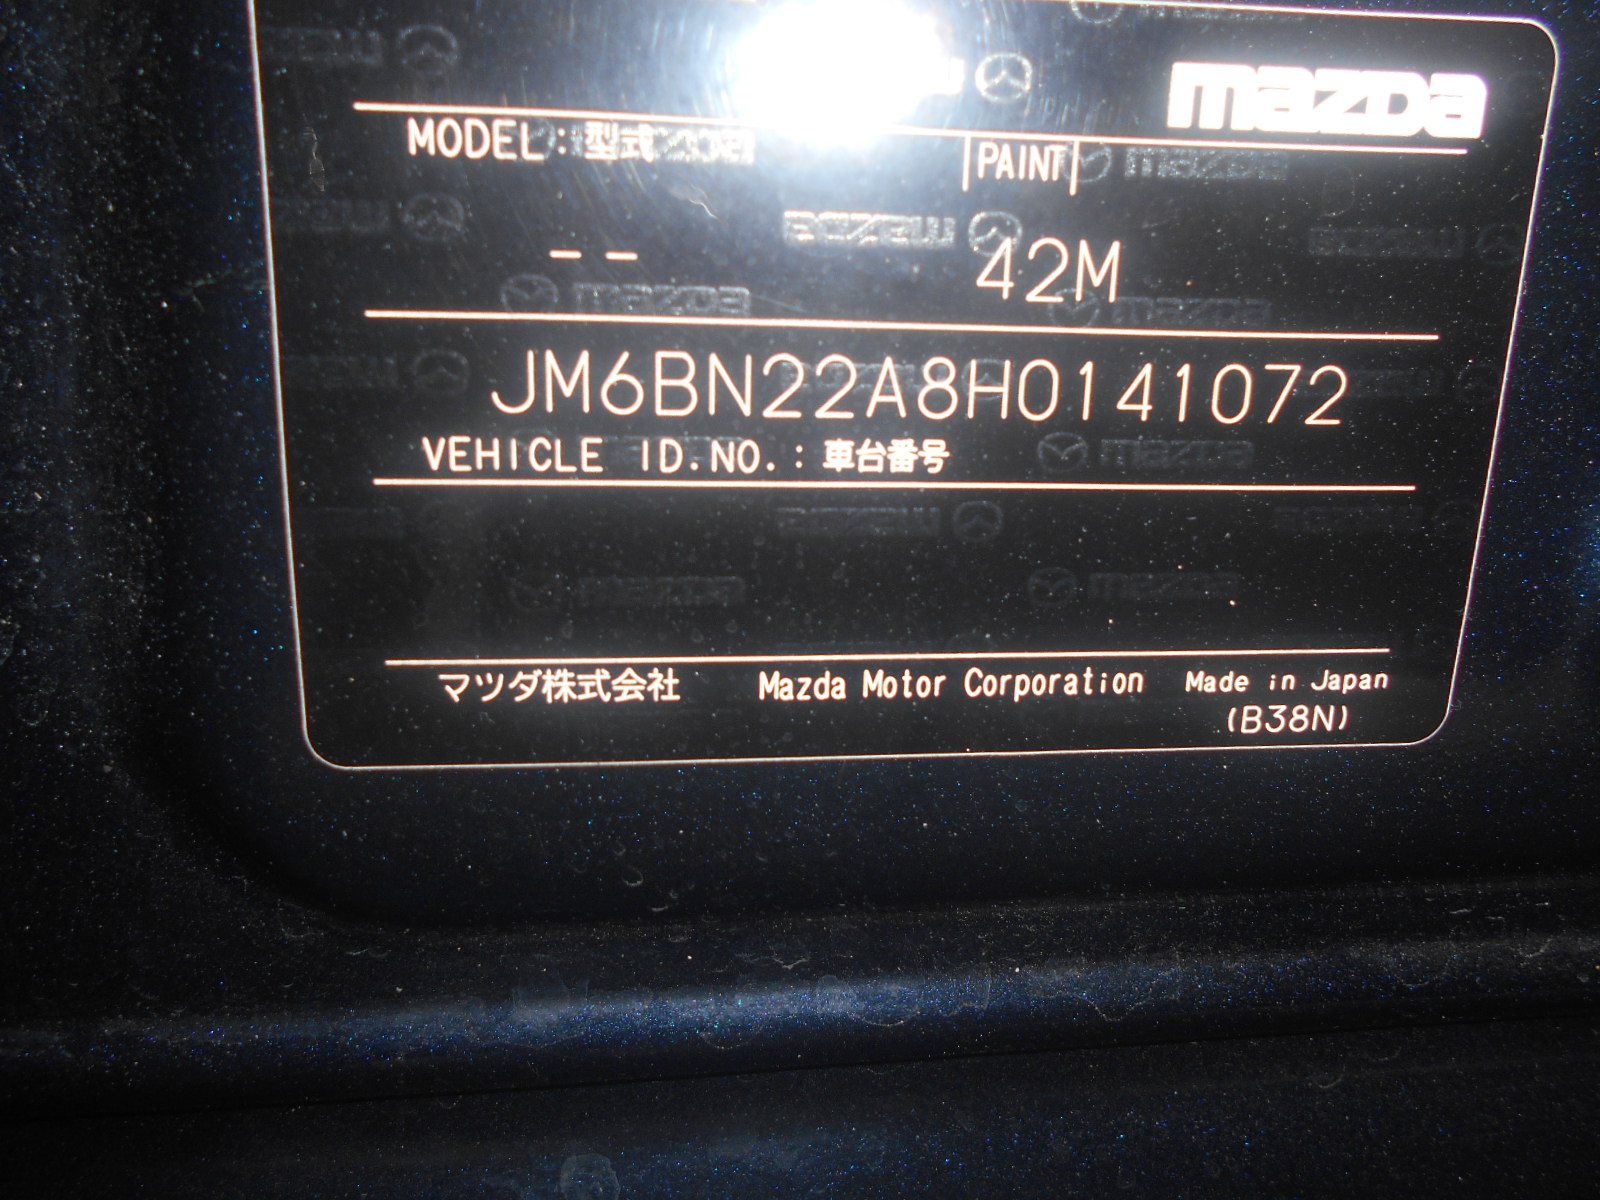 mazda
MODEL:型式
PAINT
-- 42M
JM6BN22A8H0141072
VEHICLE ID.NO.:車台番号
マツダ株式会社 Mazda Motor Corporation Made in Japan
(B38N)